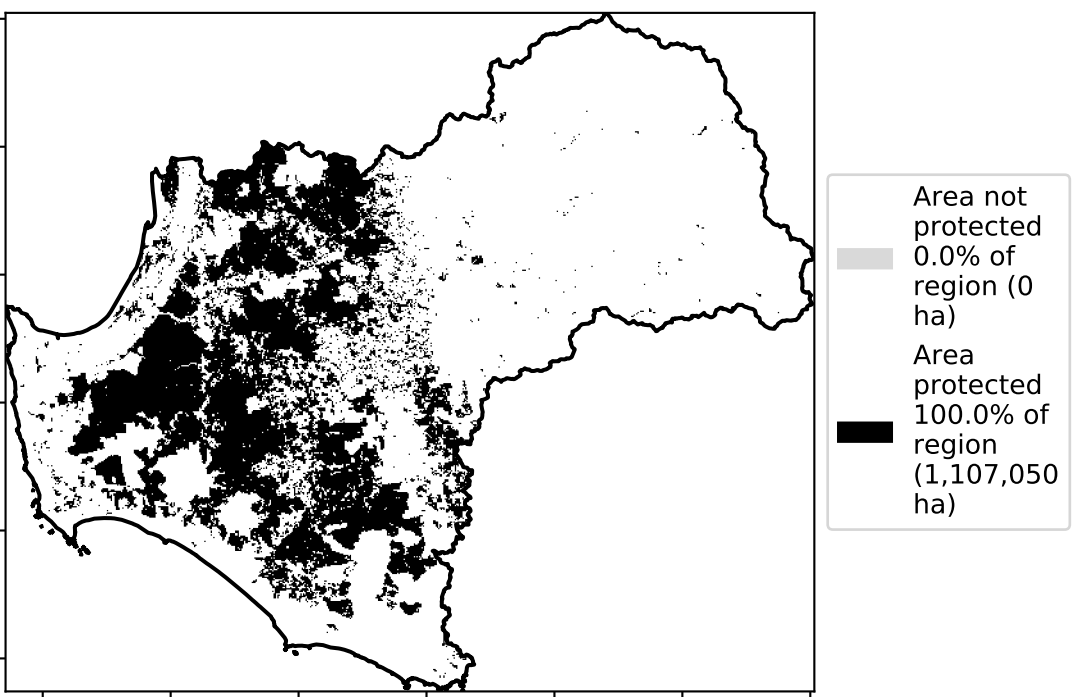 Area not
protected
0.0% of
region (0
ha)
Area
protected
100.0% of
region
(1,107,050
ha)